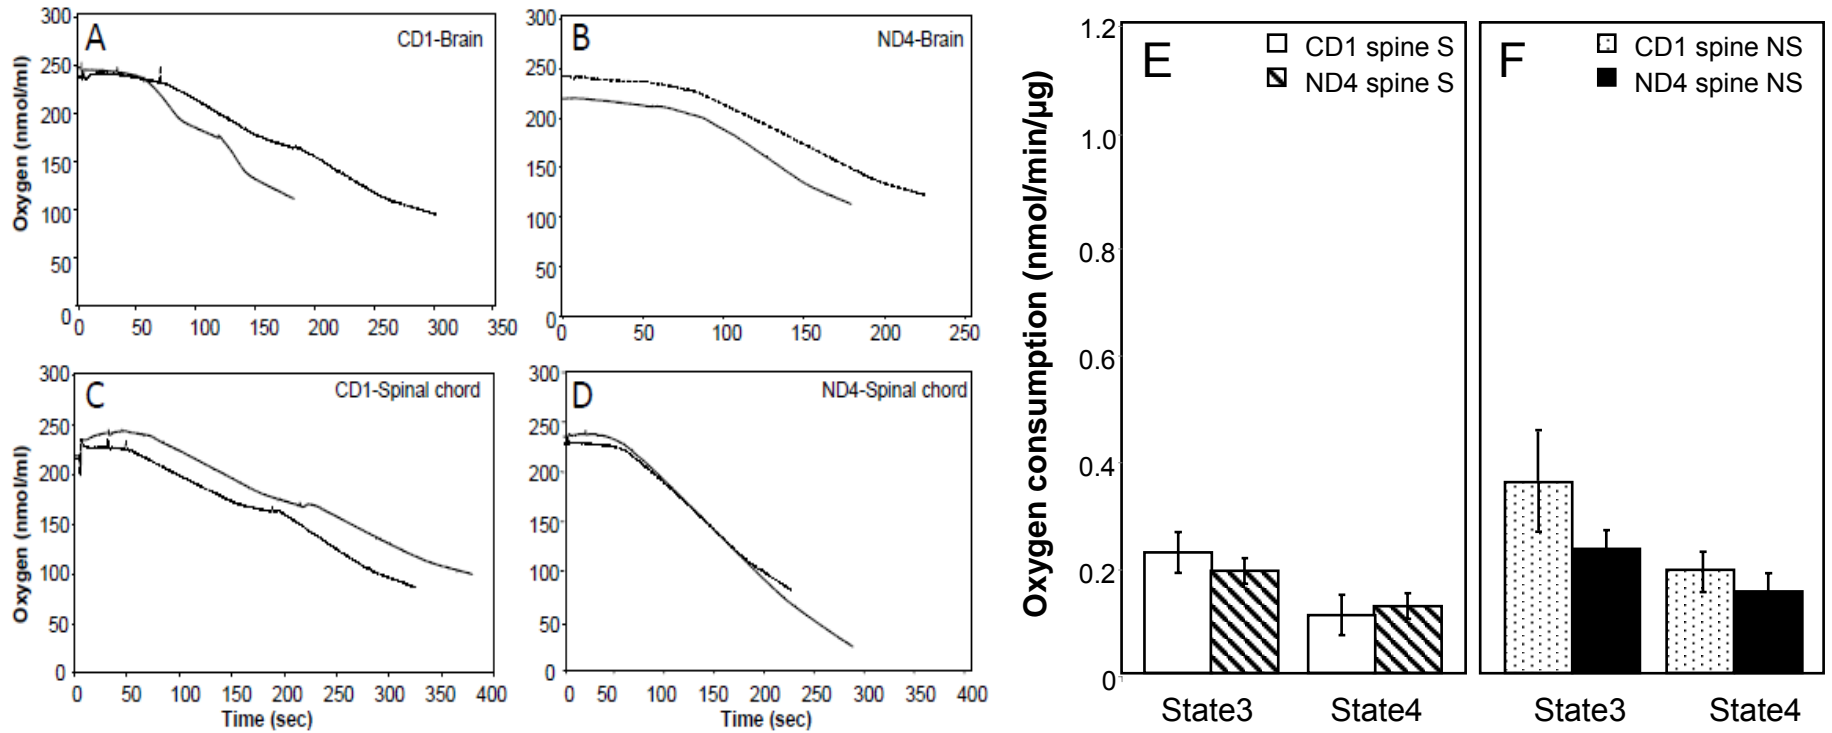 A
CD1-Brain
Oxygen (nmol/ml)
300
250
200
150
100
50
0
0 50 100 150 200 250 300 350
B
ND4-Brain
300
250
200
150
100
50
0
0 50 100 150 200 250
C
CD1-Spinal chord
Oxygen (nmol/ml)
300
250
200
150
100
50
0
0 50 100 150 200 250 300 350 400
Time (sec)
D
ND4-Spinal chord
300
250
200
150
100
50
0
0 50 100 150 200 250 300 350 400
Time (sec)
Oxygen consumption (nmol/min/µg)
1.2
1.0
0.8
0.6
0.4
0.2
0
E
CD1 spine S
ND4 spine S
State3 State4
F
CD1 spine NS
ND4 spine NS
State3 State4